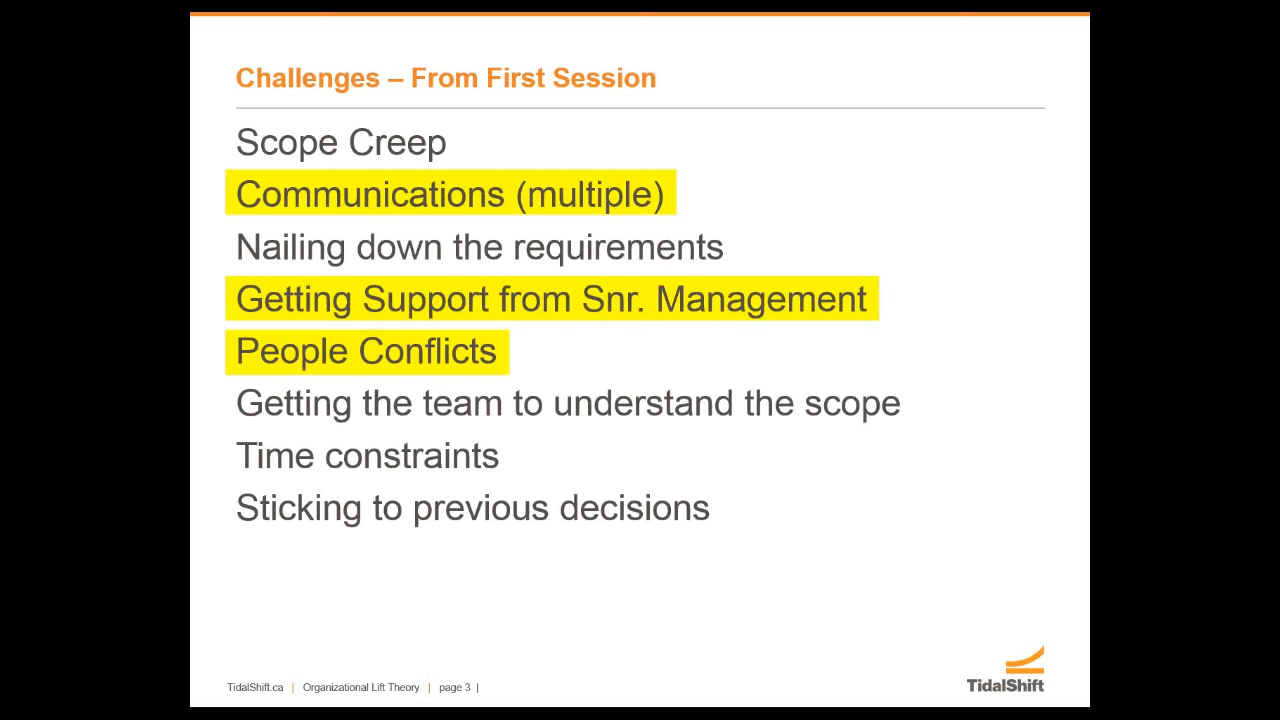 Challenges – From First Session
Scope Creep
Communications (multiple)
Nailing down the requirements
Getting Support from Snr. Management
People Conflicts
Getting the team to understand the scope
Time constraints
Sticking to previous decisions
TidalShift.ca | Organizational Lift Theory | page 3 |
TidalShift